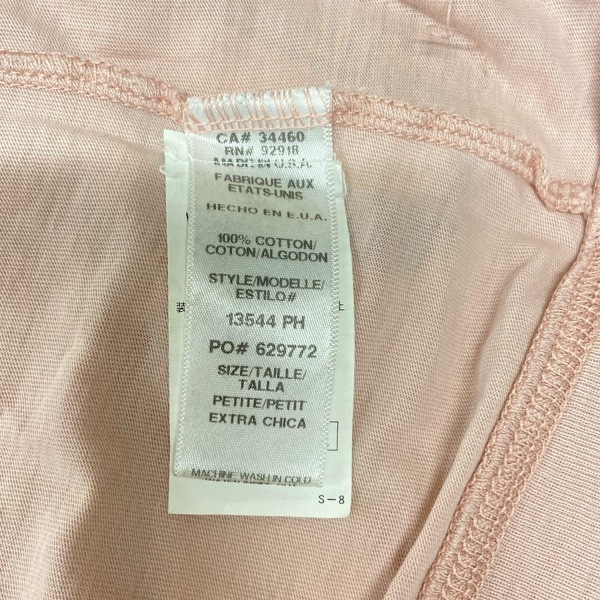 CA# 34460
RN# 92918
MADE IN U.S.A.
FABRIQUE AUX
ETATS-UNIS
HECHO EN E.U.A.
100% COTTON/
COTON/ALGODON
STYLE/MODELLE/
ESTILO#
13544 PH
PO# 629772
SIZE/TAILLE/
TALLA
PETITE/PETIT
EXTRA CHICA
MACHINE WASH IN COLD
S-8